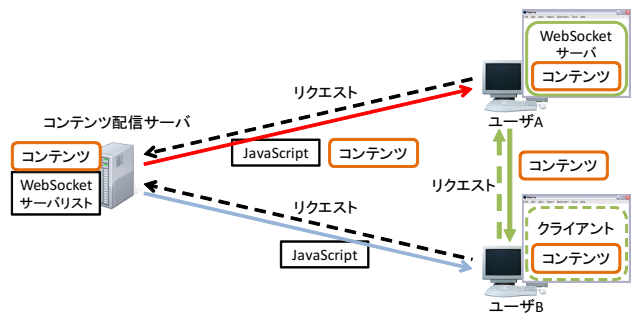 WebSocket
サーバ
コンテンツ
ユーザA
リクエスト
コンテンツ配信サーバ
コンテンツ
WebSocket
サーバリスト
JavaScript
コンテンツ
コンテンツ
リクエスト
リクエスト
JavaScript
クライアント
コンテンツ
ユーザB